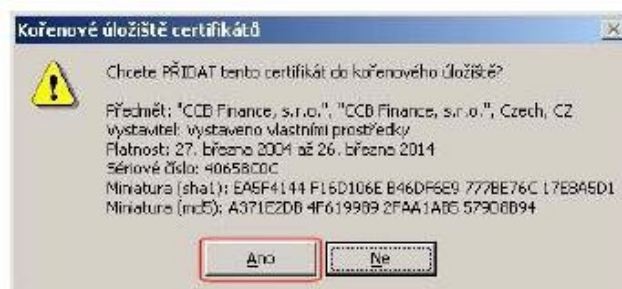 Kořenové úložiště certifikátů
Chcete PŘIDAT tento certifikát do kořenového úložiště?
Předmět: "CCB Finance, s.r.o.", "CCB Finance, s.r.o.", Czech, CZ
Vystavitel: Vystaveno vlastními prostředky
Platnost: 27. března 2004 až 26. března 2014
Sériové číslo: 40658C0C
Miniatura (sha1): EA5F4144 F16D106E B46DF6E9 777BE76C 17EBA5D1
Miniatura (md5): A371E2DB 4F619989 2FAA1AB5 579D8B94
Ano
Ne